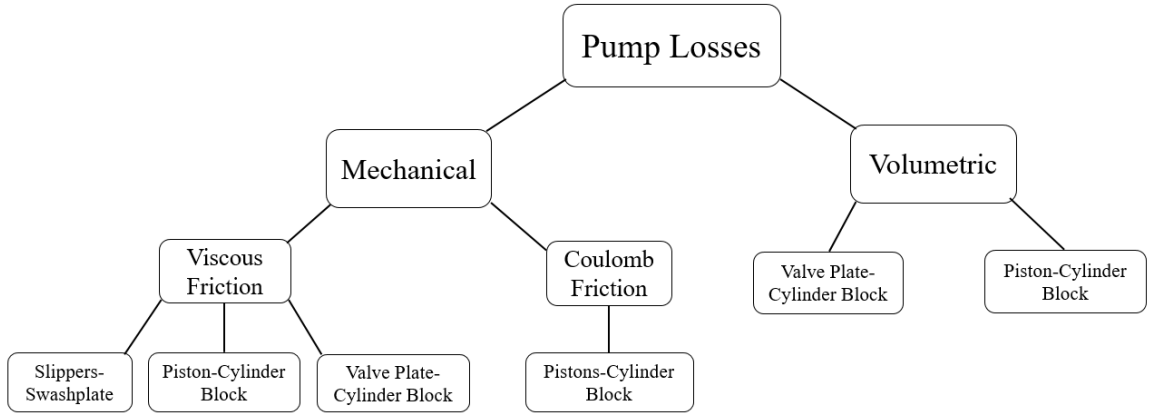 Pump Losses
Mechanical
Volumetric
Viscous
Friction
Coulomb
Friction
Valve Plate-
Cylinder Block
Piston-Cylinder
Block
Slippers-
Swashplate
Piston-Cylinder
Block
Valve Plate-
Cylinder Block
Pistons-Cylinder
Block